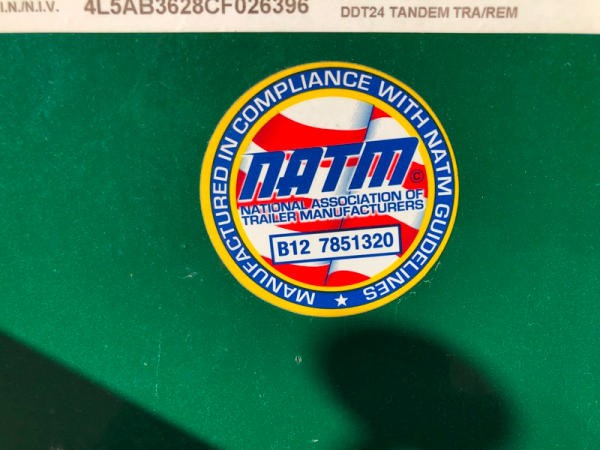 I.N./N.I.V. 4L5AB3628CF026396 DDT24 TANDEM TRA/REM
MANUFACTURED IN COMPLIANCE WITH NATM GUIDELINES ★
NATM ©
NATIONAL ASSOCIATION OF
TRAILER MANUFACTURERS
B12 7851320